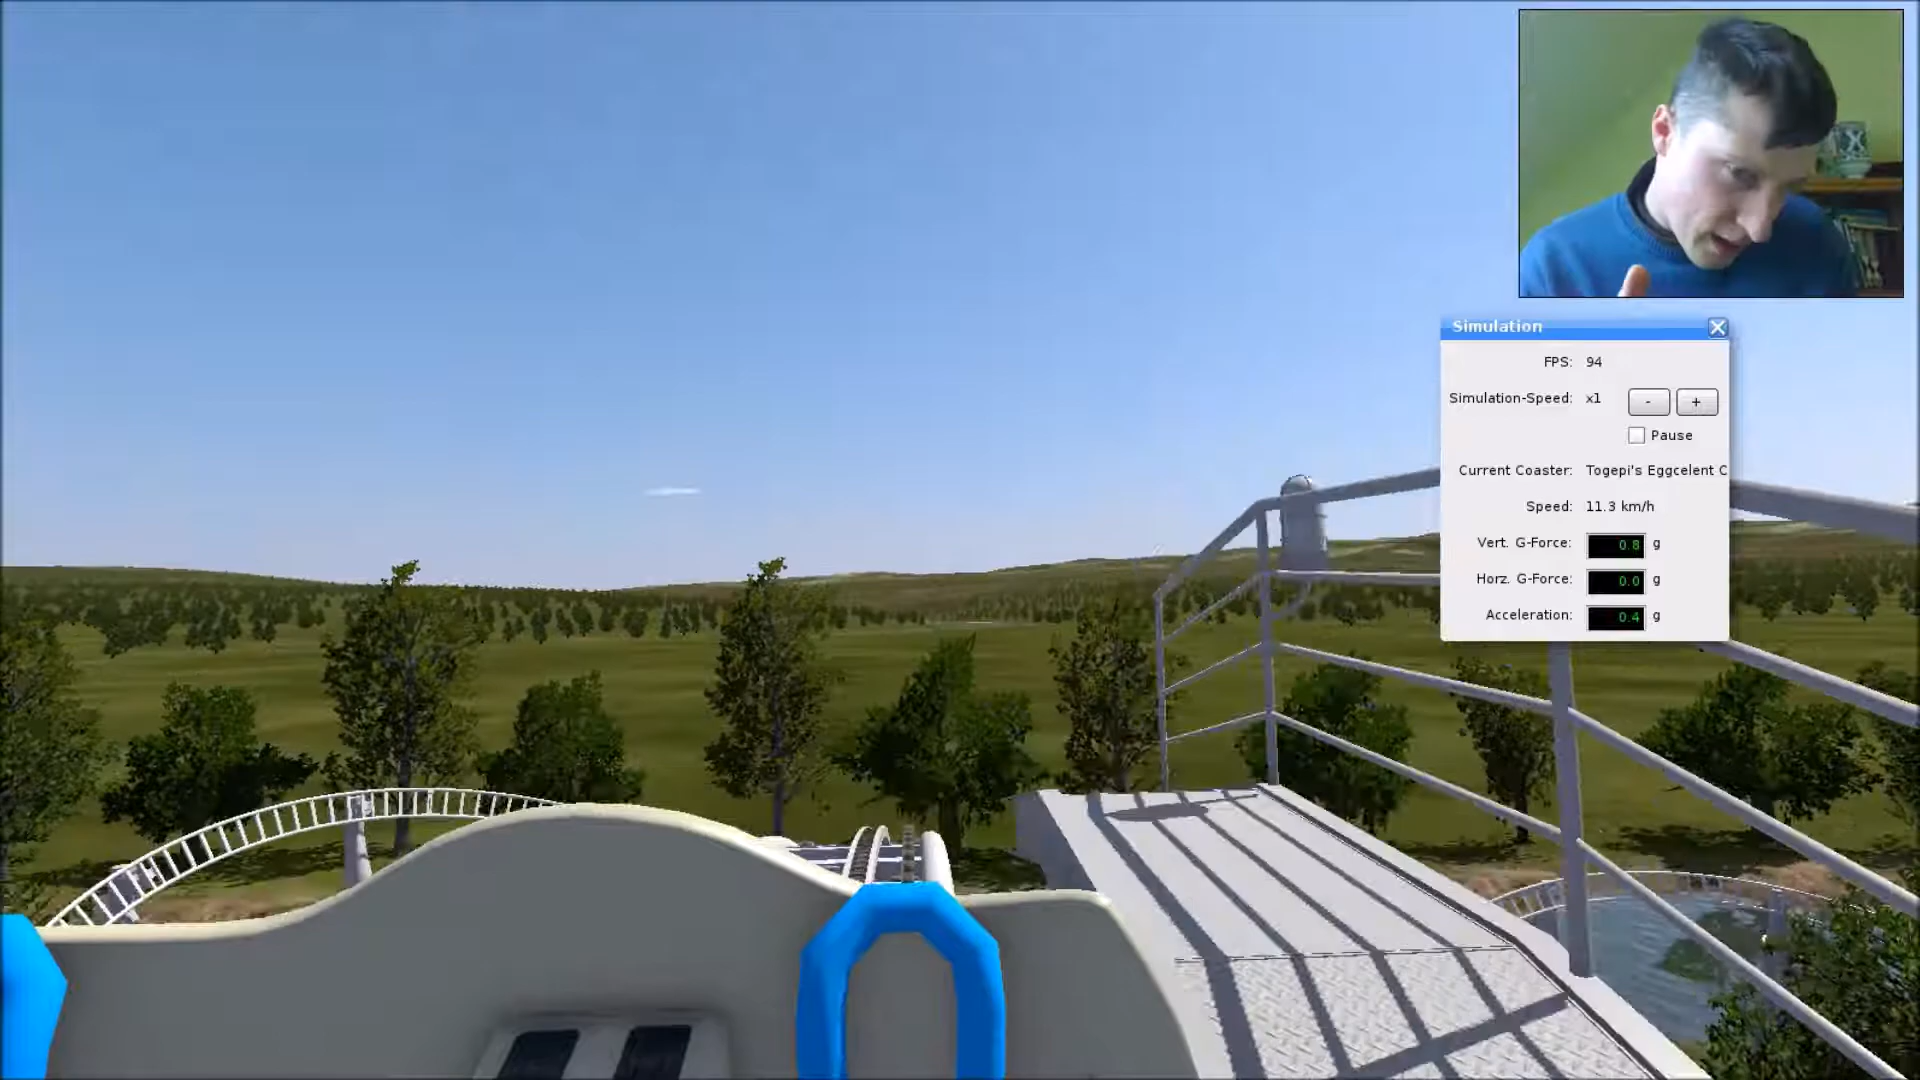 Simulation
FPS: 94
Simulation-Speed: x1 - +
Pause
Current Coaster: Togepi's Eggcelent C
Speed: 11.3 km/h
Vert. G-Force: 0.8 g
Horz. G-Force: 0.0 g
Acceleration: 0.4 g